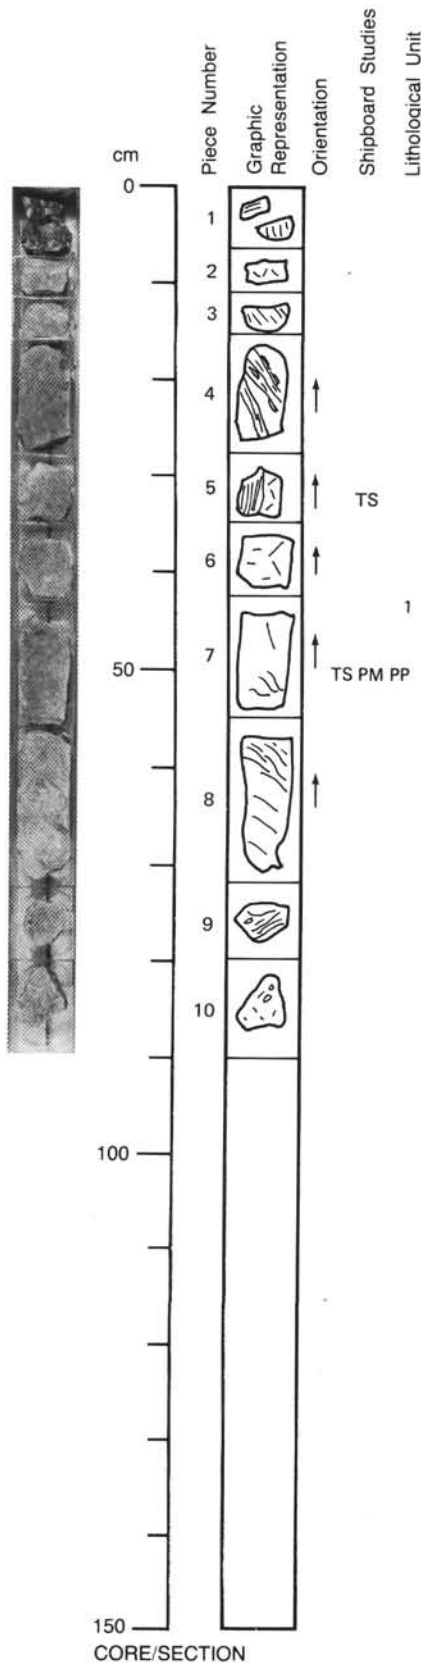 cm
Piece Number
Graphic
Representation
Orientation
Shipboard Studies
Lithological Unit
0
1
2
3
4
5
TS
6
1
50
7
TS PM PP
8
9
10
100
150
CORE/SECTION